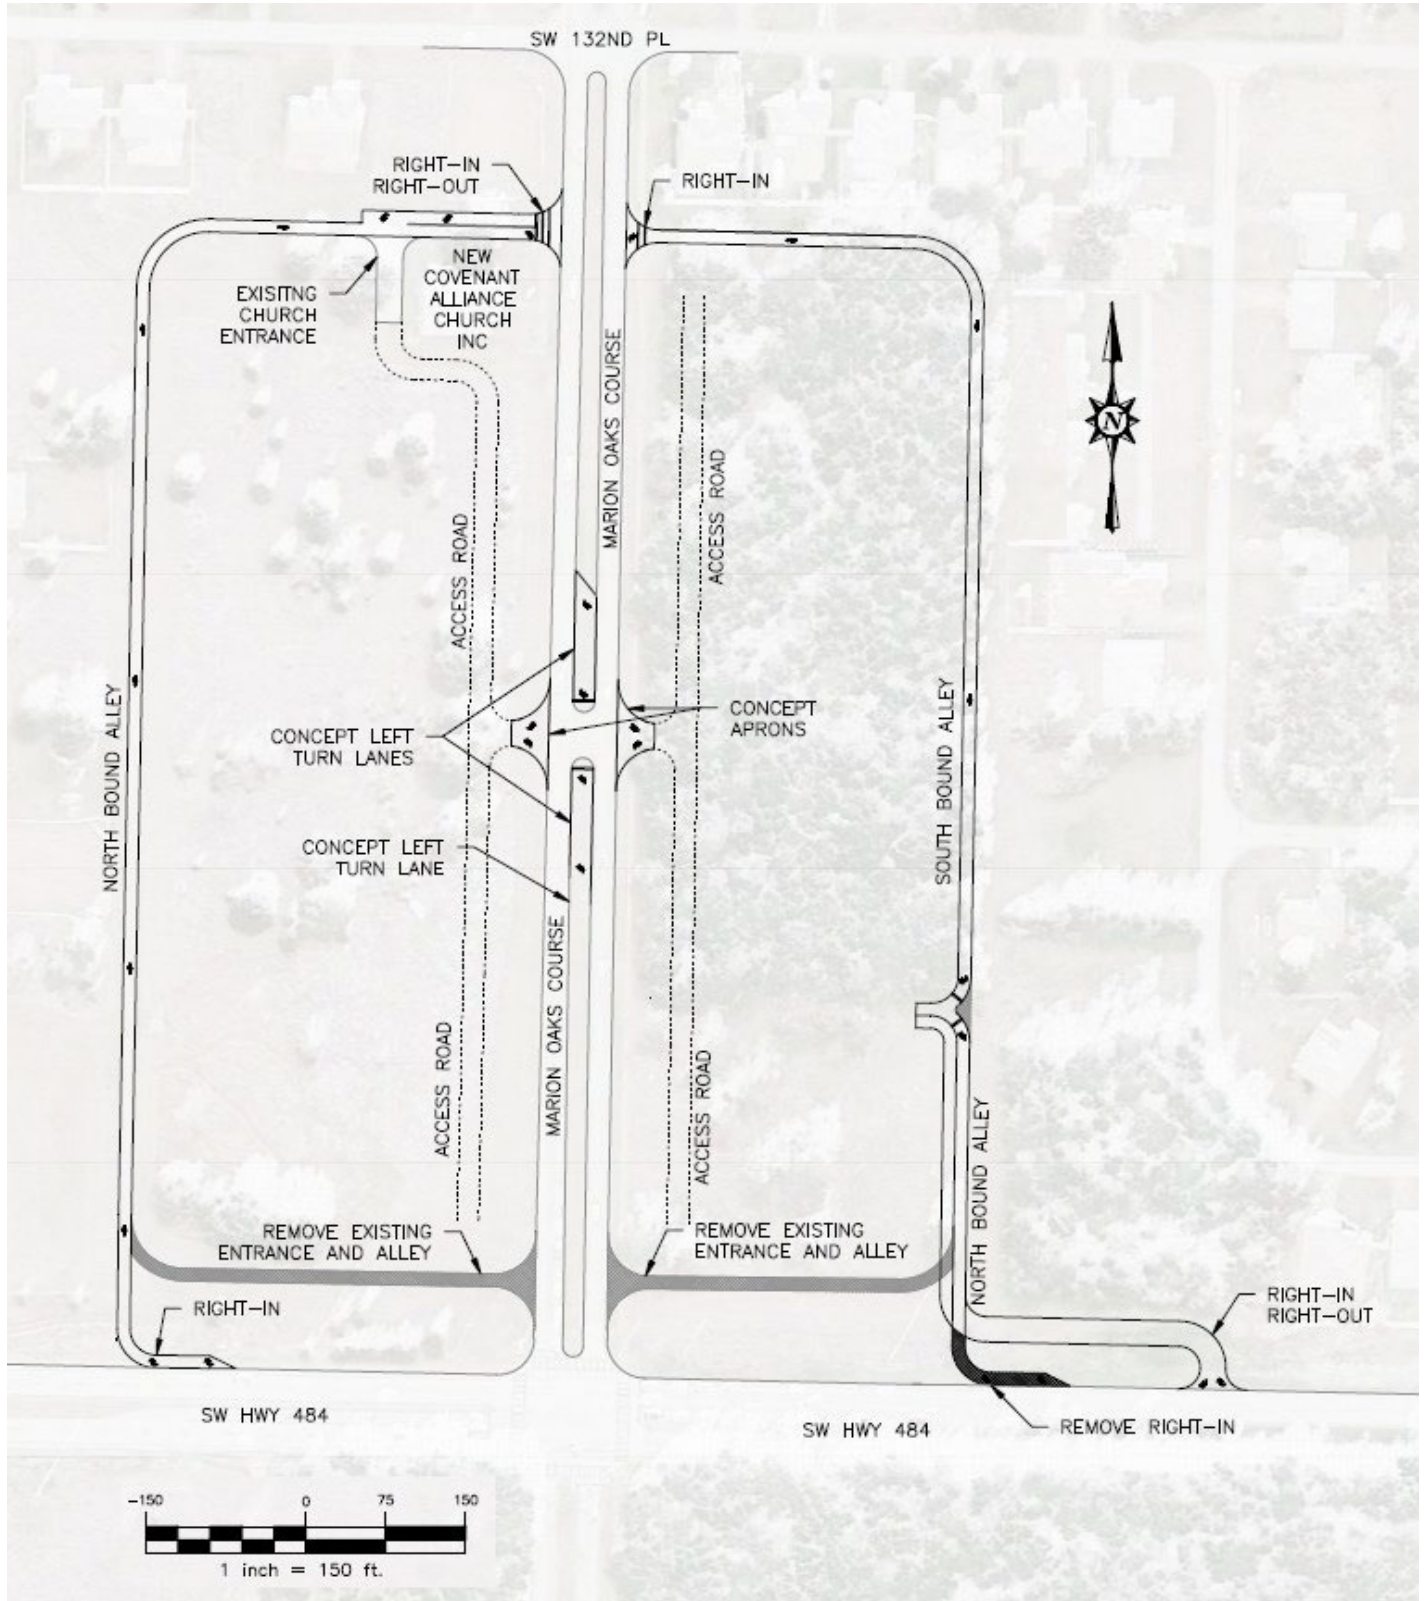 SW 132ND PL
RIGHT-IN
RIGHT-OUT
RIGHT-IN
NEW
COVENANT
ALLIANCE
CHURCH
INC
EXISITNG
CHURCH
ENTRANCE
MARION OAKS COURSE
N
ACCESS ROAD
ACCESS ROAD
NORTH BOUND ALLEY
CONCEPT LEFT
TURN LANES
CONCEPT
APRONS
SOUTH BOUND ALLEY
CONCEPT LEFT
TURN LANE
MARION OAKS COURSE
ACCESS ROAD
ACCESS ROAD
NORTH BOUND ALLEY
REMOVE EXISTING
ENTRANCE AND ALLEY
REMOVE EXISTING
ENTRANCE AND ALLEY
RIGHT-IN
RIGHT-IN
RIGHT-OUT
SW HWY 484
SW HWY 484
REMOVE RIGHT-IN
-150 0 75 150
1 inch = 150 ft.